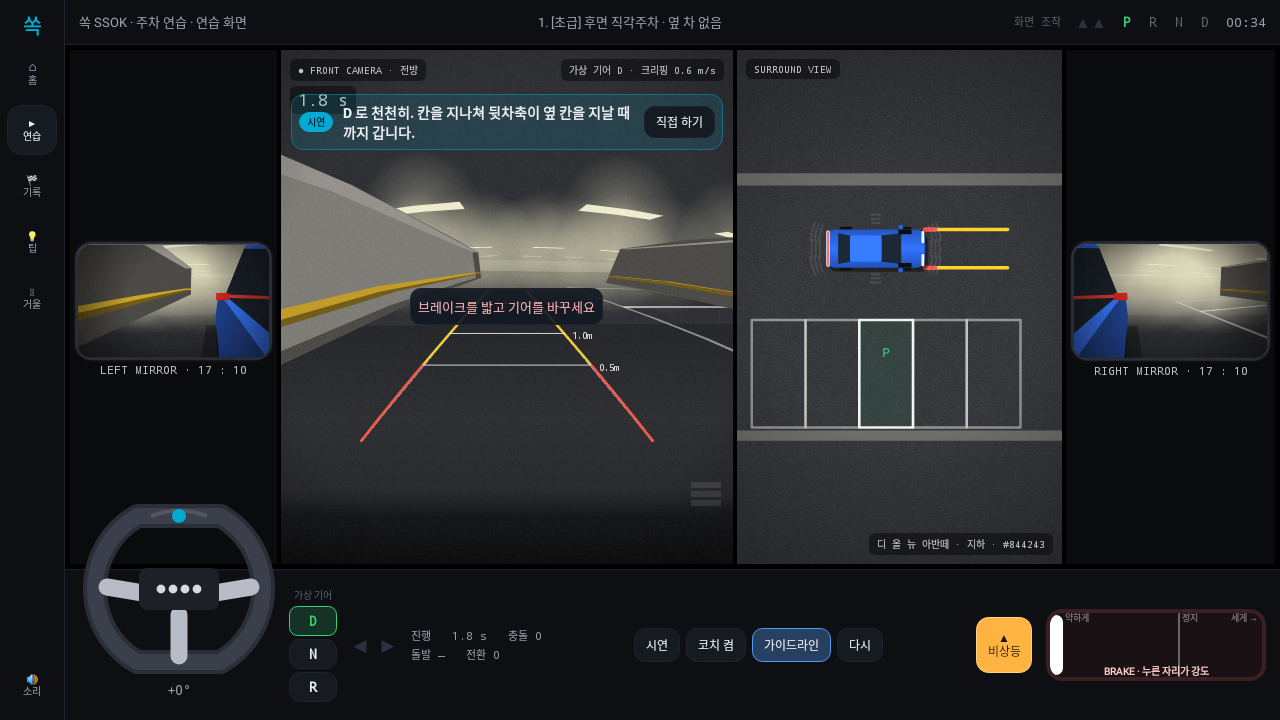 쏙
쏙 SSOK · 주차 연습 · 연습 화면
1. [초급] 후면 직각주차 · 옆 차 없음
화면 조작 ▲ ▲ P R N D 00:34
홈
연습
기록
팁
거울
소리
● FRONT CAMERA · 전방
가상 기어 D · 크리핑 0.6 m/s
1.8 s
시연
D 로 천천히. 칸을 지나쳐 뒷차축이 옆 칸을 지날 때
까지 갑니다.
직접 하기
브레이크를 밟고 기어를 바꾸세요
1.0m
0.5m
SURROUND VIEW
P
디 올 뉴 아반떼 · 지하 · #844243
LEFT MIRROR · 17 : 10
RIGHT MIRROR · 17 : 10
+0°
가상 기어
D
N
R
◀ ▶
진행 1.8 s 충돌 0
돌발 — 전환 0
시연
코치 켬
가이드라인
다시
▲
비상등
약하게
정지
세게 →
BRAKE · 누른 자리가 강도